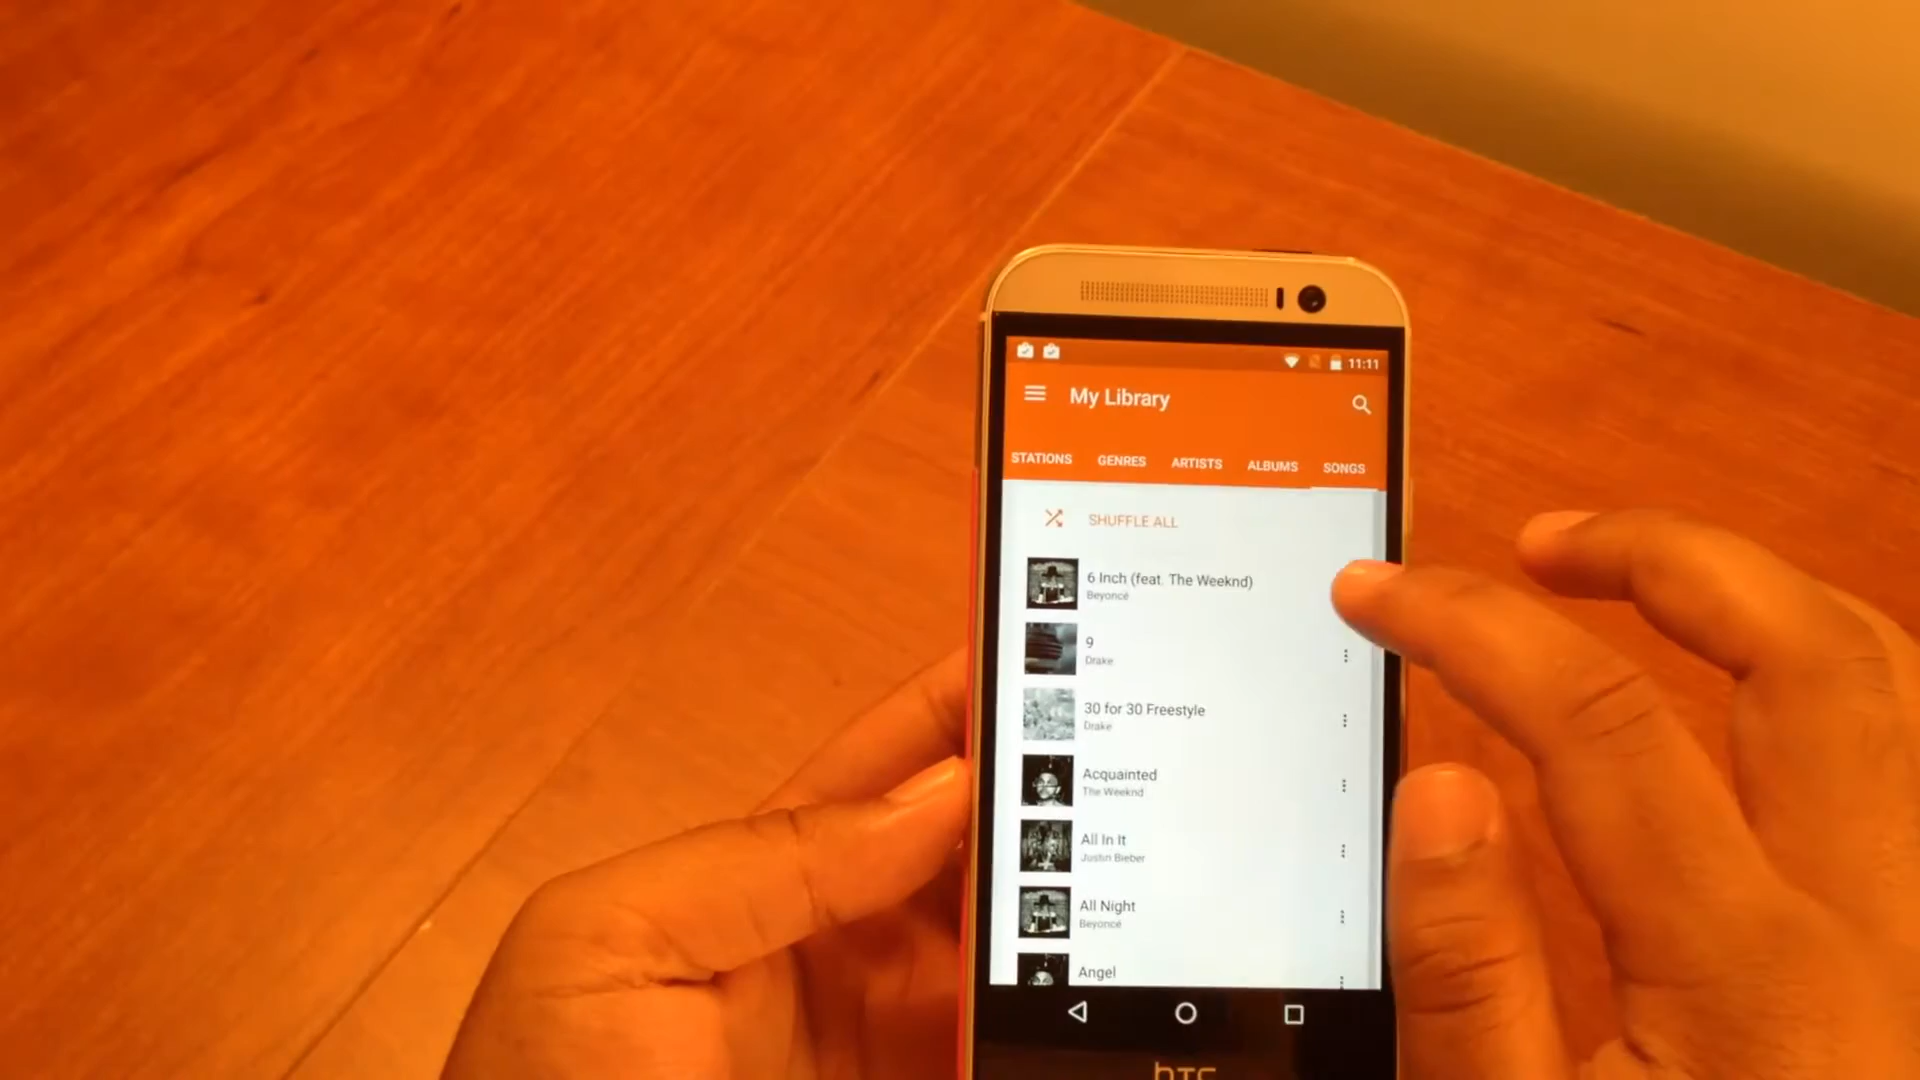 11:11
My Library
STATIONS GENRES ARTISTS ALBUMS SONGS
SHUFFLE ALL
6 Inch (feat. The Weeknd)
Beyoncé
9
Drake
30 for 30 Freestyle
Drake
Acquainted
The Weeknd
All In It
Justin Bieber
All Night
Beyoncé
Angel
hTC